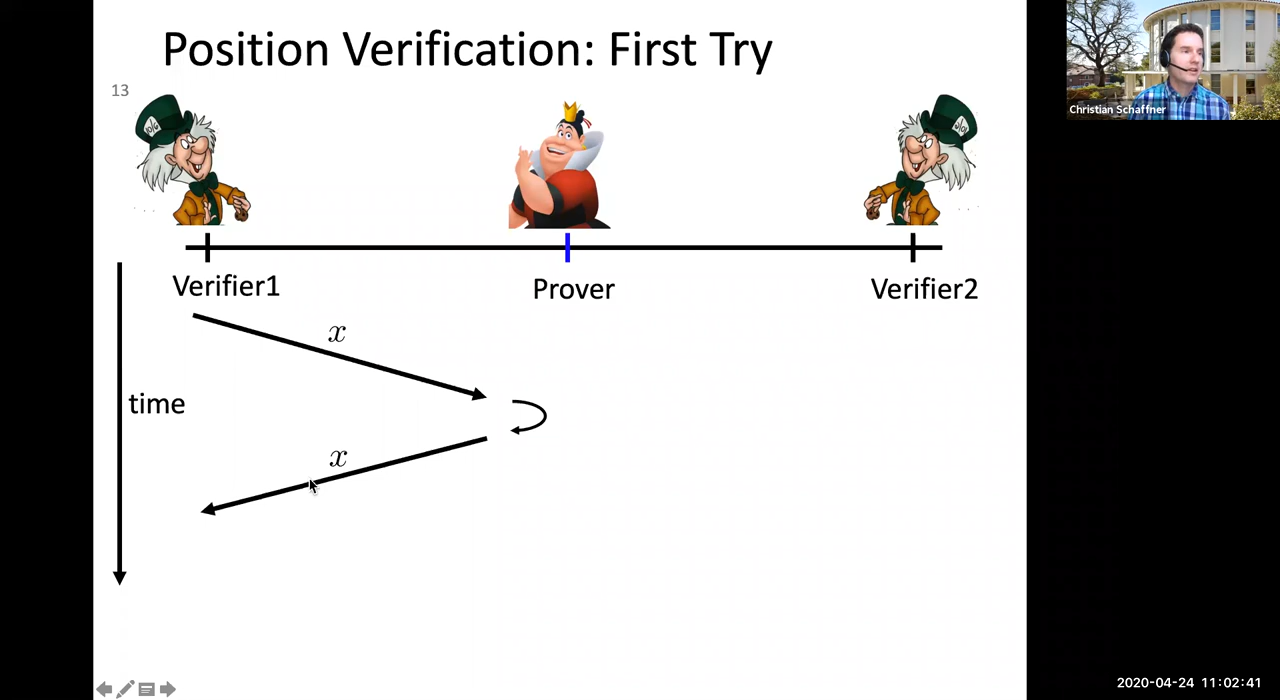 Position Verification: First Try
13
Christian Schaffner
Verifier1
Prover
Verifier2
x
time
x
2020-04-24 11:02:41